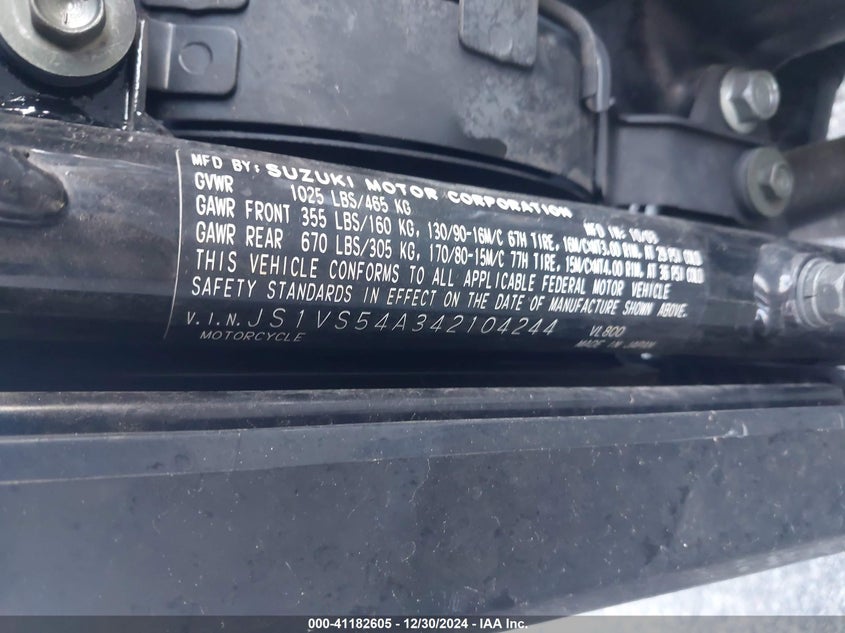 MFD BY: SUZUKI MOTOR CORPORATION
GVWR 1025 LBS/465 KG MFD IN: 10/03
GAWR FRONT 355 LBS/160 KG, 130/90-16M/C 67H TIRE, 16M/CxMT3.00 RIM, AT 29 PSI COLD
GAWR REAR 670 LBS/305 KG, 170/80-15M/C 77H TIRE, 15M/CxMT4.00 RIM, AT 36 PSI COLD
THIS VEHICLE CONFORMS TO ALL APPLICABLE FEDERAL MOTOR VEHICLE
SAFETY STANDARDS IN EFFECT ON THE DATE OF MANUFACTURE SHOWN ABOVE.
V.I.N. JS1VS54A342104244 VL800
MOTORCYCLE MADE IN JAPAN
000-41182605 - 12/30/2024 - IAA Inc.